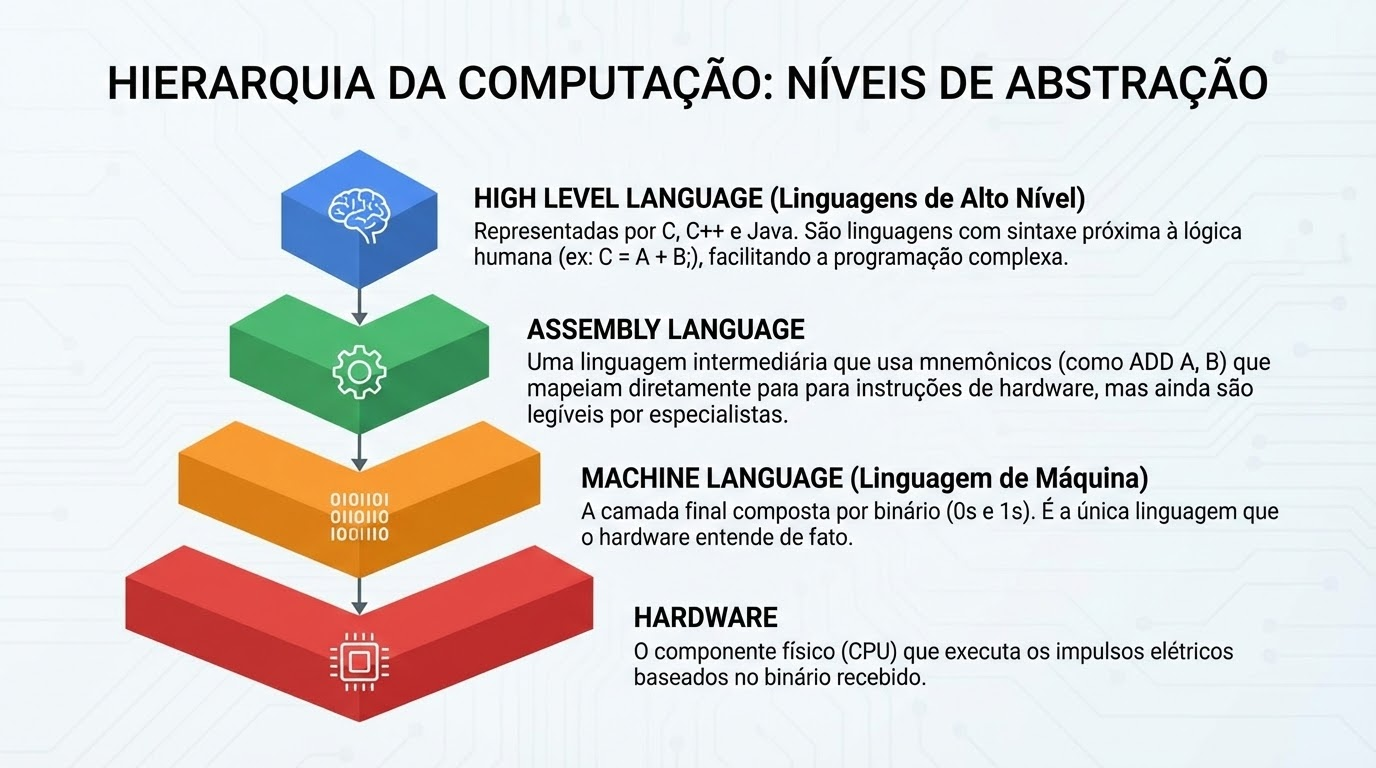 HIERARQUIA DA COMPUTAÇÃO: NÍVEIS DE ABSTRAÇÃO
HIGH LEVEL LANGUAGE (Linguagens de Alto Nível)
Representadas por C, C++ e Java. São linguagens com sintaxe próxima à lógica
humana (ex: C = A + B;), facilitando a programação complexa.
ASSEMBLY LANGUAGE
Uma linguagem intermediária que usa mnemônicos (como ADD A, B) que
mapeiam diretamente para para instruções de hardware, mas ainda são
legíveis por especialistas.
MACHINE LANGUAGE (Linguagem de Máquina)
A camada final composta por binário (0s e 1s). É a única linguagem que
o hardware entende de fato.
0101101
0110110
1001110
HARDWARE
O componente físico (CPU) que executa os impulsos elétricos
baseados no binário recebido.